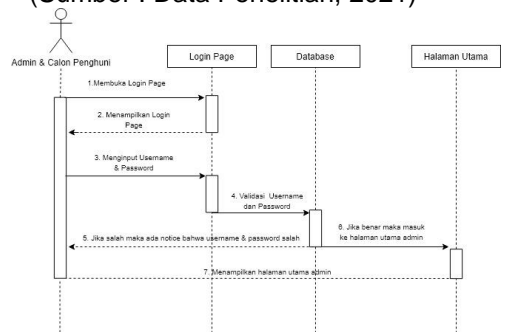 (Sumber : Data Penelitian, 2021)
Admin & Calon Penghuni
Login Page
Database
Halaman Utama
1.Membuka Login Page
2. Menampilkan Login
Page
3. Menginput Username
& Password
4. Validasi Username
dan Password
5. Jika salah maka ada notice bahwa username & password salah
6. Jika benar maka masuk
ke halaman utama admin
7. Menampilkan halaman utama admin